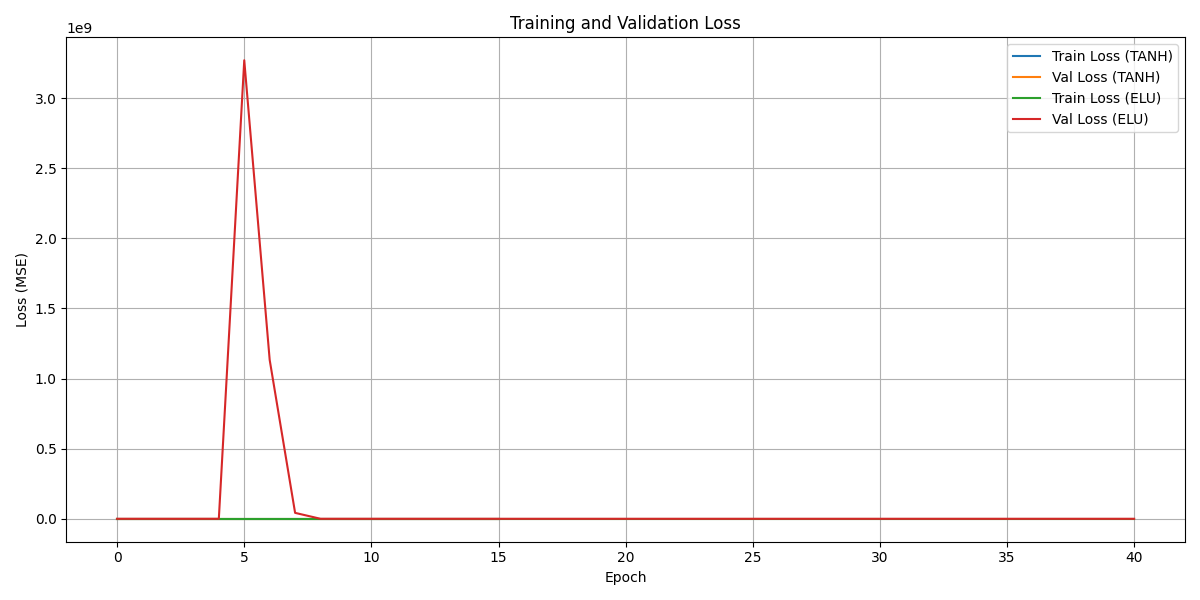 Training and Validation Loss
1e9
Train Loss (TANH)
Val Loss (TANH)
Train Loss (ELU)
Val Loss (ELU)
Loss (MSE)
3.0
2.5
2.0
1.5
1.0
0.5
0.0
0 5 10 15 20 25 30 35 40
Epoch